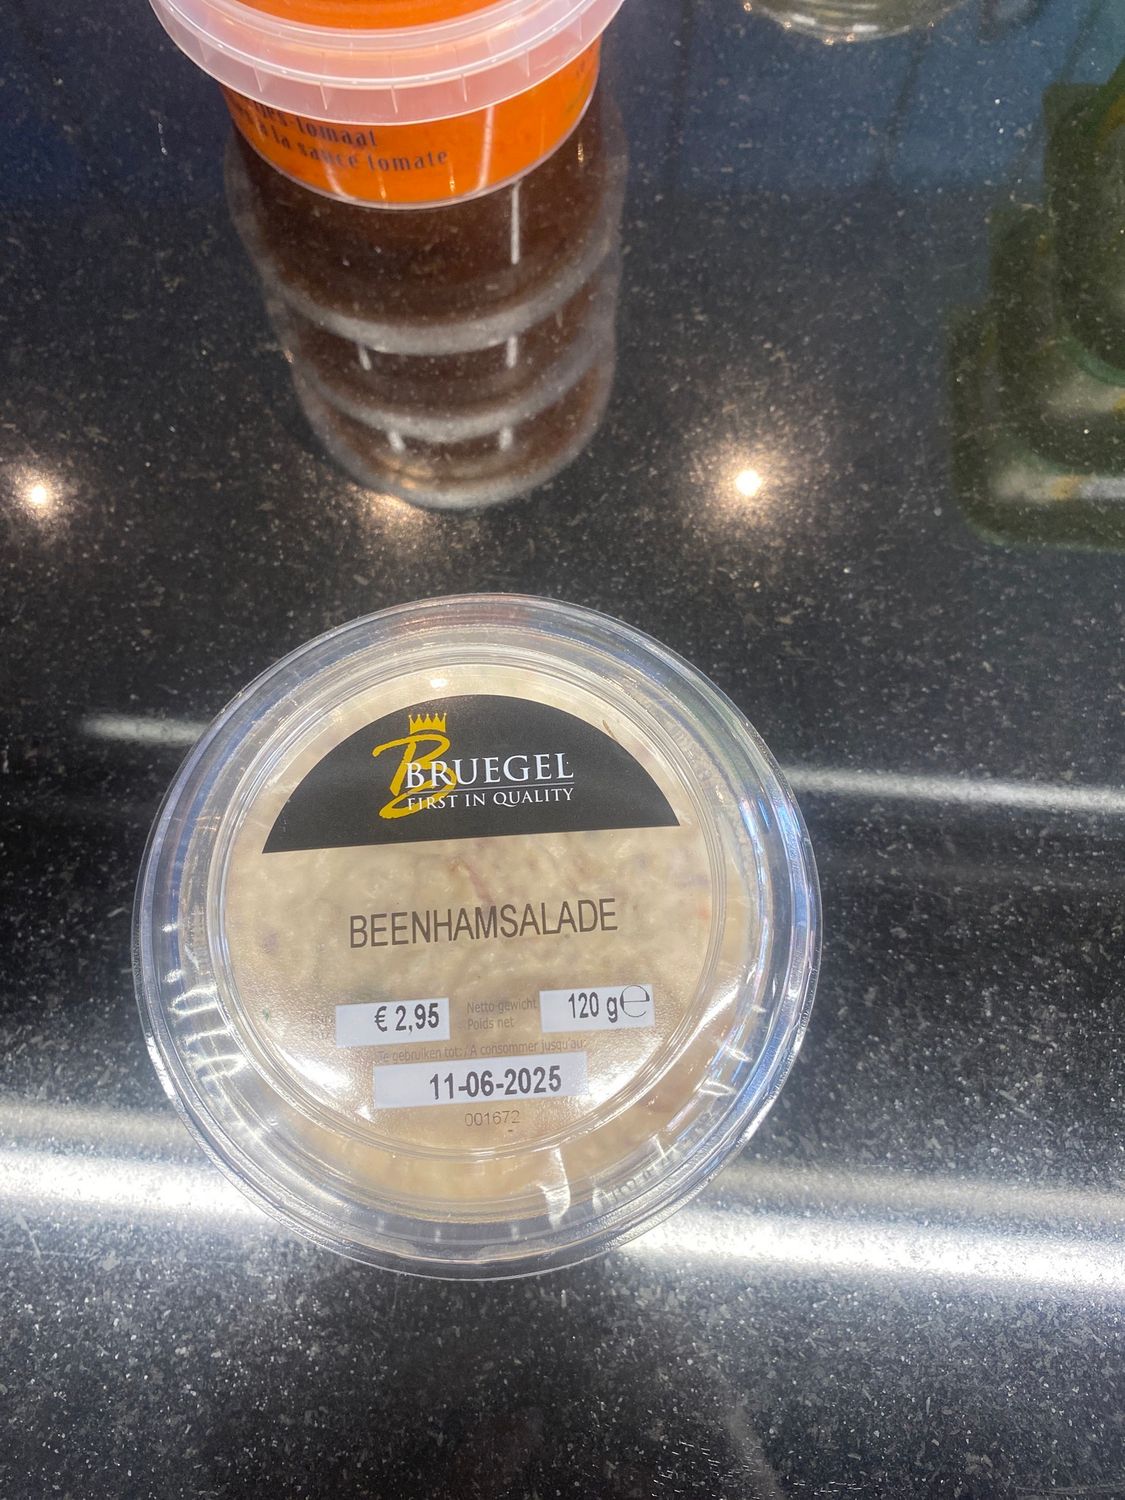 tomaat
à la sauce tomate
BRUEGEL
FIRST IN QUALITY
BEENHAMSALADE
€ 2,95
Netto gewicht
Poids net
120 g℮
Te gebruiken tot: / A consommer jusqu'au:
11-06-2025
001672